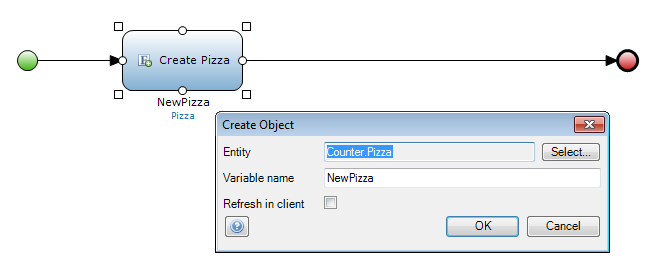 Create Pizza
NewPizza
Pizza
Create Object
Entity Counter.Pizza Select...
Variable name NewPizza
Refresh in client
OK Cancel